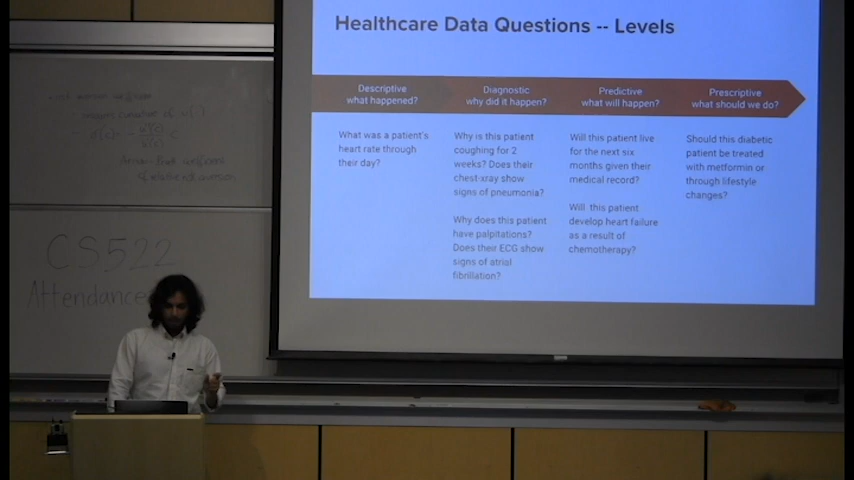 Healthcare Data Questions -- Levels
Descriptive
what happened?
Diagnostic
why did it happen?
Predictive
what will happen?
Prescriptive
what should we do?
What was a patient's
heart rate through
their day?
Why is this patient
coughing for 2
weeks? Does their
chest-xray show
signs of pneumonia?
Why does this patient
have palpitations?
Does their ECG show
signs of atrial
fibrillation?
Will this patient live
for the next six
months given their
medical record?
Will this patient
develop heart failure
as a result of
chemotherapy?
Should this diabetic
patient be treated
with metformin or
through lifestyle
changes?
CS522
Attendance